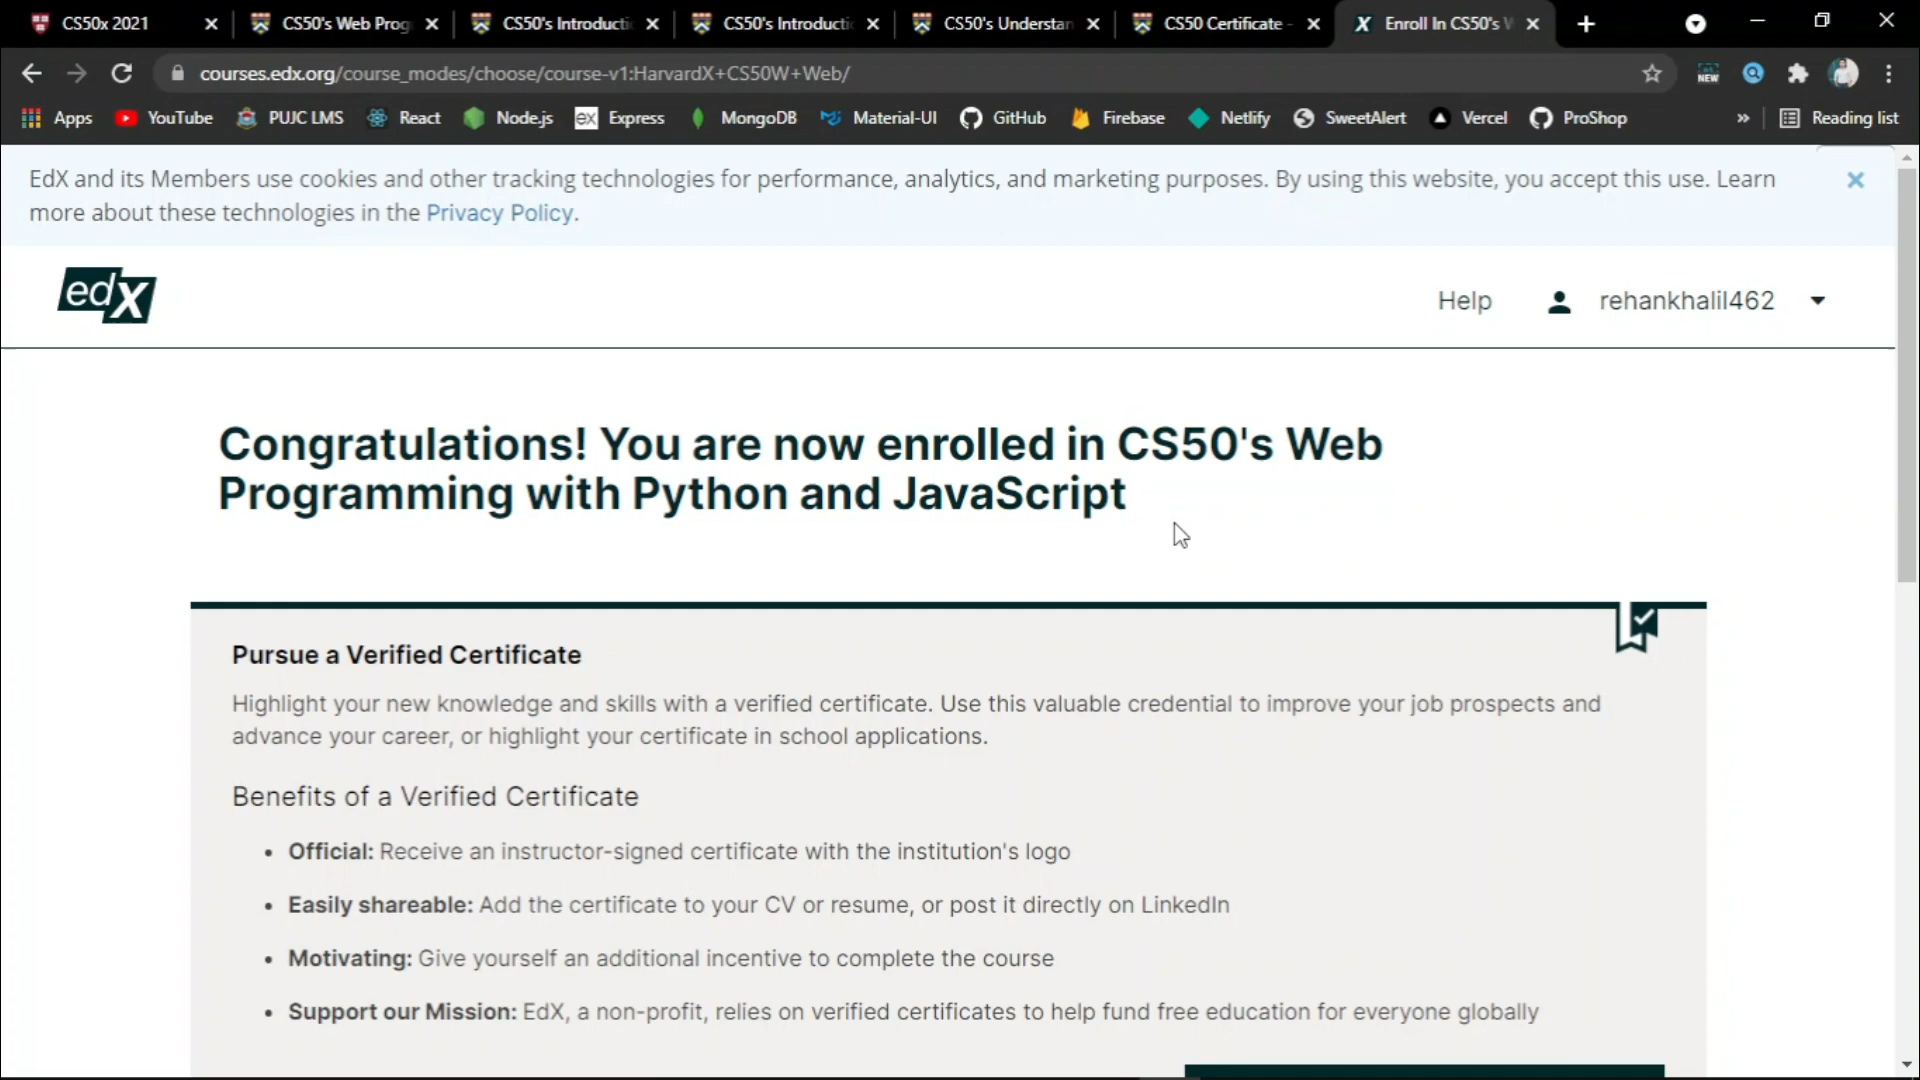 CS50x 2021
CS50's Web Prog
CS50's Introducti
CS50's Introducti
CS50's Understan
CS50 Certificate -
Enroll In CS50's W
courses.edx.org/course_modes/choose/course-v1:HarvardX+CS50W+Web/
NEW
Apps
YouTube
PUJC LMS
React
Node.js
ex
Express
MongoDB
Material-UI
GitHub
Firebase
Netlify
SweetAlert
Vercel
ProShop
»
Reading list
EdX and its Members use cookies and other tracking technologies for performance, analytics, and marketing purposes. By using this website, you accept this use. Learn
more about these technologies in the Privacy Policy.
edX
Help
rehankhalil462
Congratulations! You are now enrolled in CS50's Web
Programming with Python and JavaScript
Pursue a Verified Certificate
Highlight your new knowledge and skills with a verified certificate. Use this valuable credential to improve your job prospects and
advance your career, or highlight your certificate in school applications.
Benefits of a Verified Certificate
• Official: Receive an instructor-signed certificate with the institution's logo
• Easily shareable: Add the certificate to your CV or resume, or post it directly on LinkedIn
• Motivating: Give yourself an additional incentive to complete the course
• Support our Mission: EdX, a non-profit, relies on verified certificates to help fund free education for everyone globally